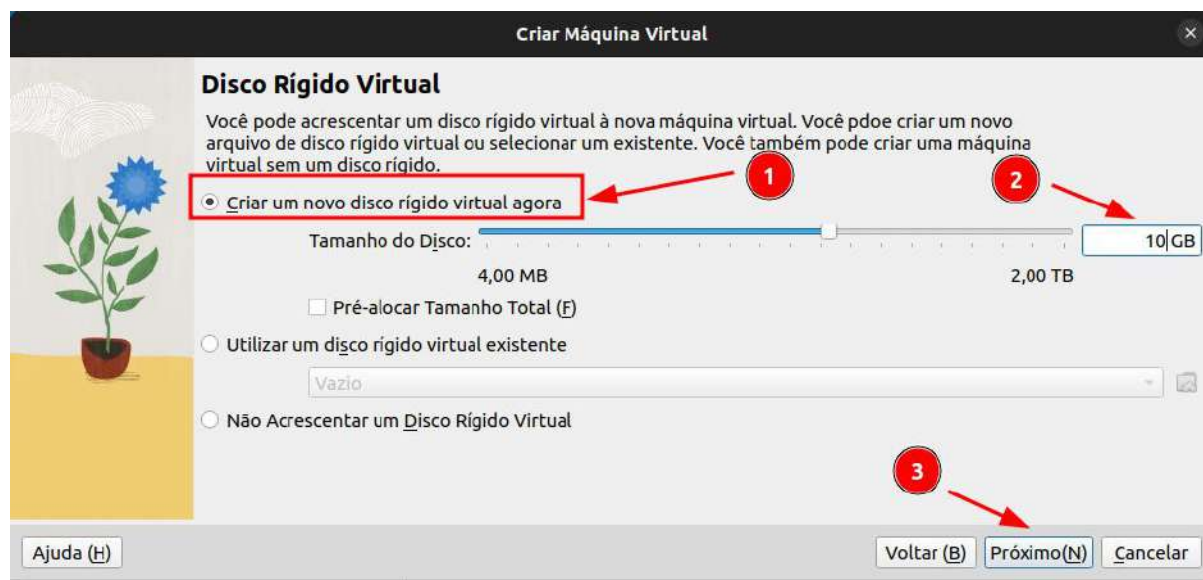 Criar Máquina Virtual
Disco Rígido Virtual
Você pode acrescentar um disco rígido virtual à nova máquina virtual. Você pdoe criar um novo
arquivo de disco rígido virtual ou selecionar um existente. Você também pode criar uma máquina
virtual sem um disco rígido.
1
2
Criar um novo disco rígido virtual agora
Tamanho do Disco:
10 GB
4,00 MB
2,00 TB
Pré-alocar Tamanho Total (F)
Utilizar um disco rígido virtual existente
Vazio
Não Acrescentar um Disco Rígido Virtual
3
Ajuda (H)
Voltar (B)
Próximo(N)
Cancelar